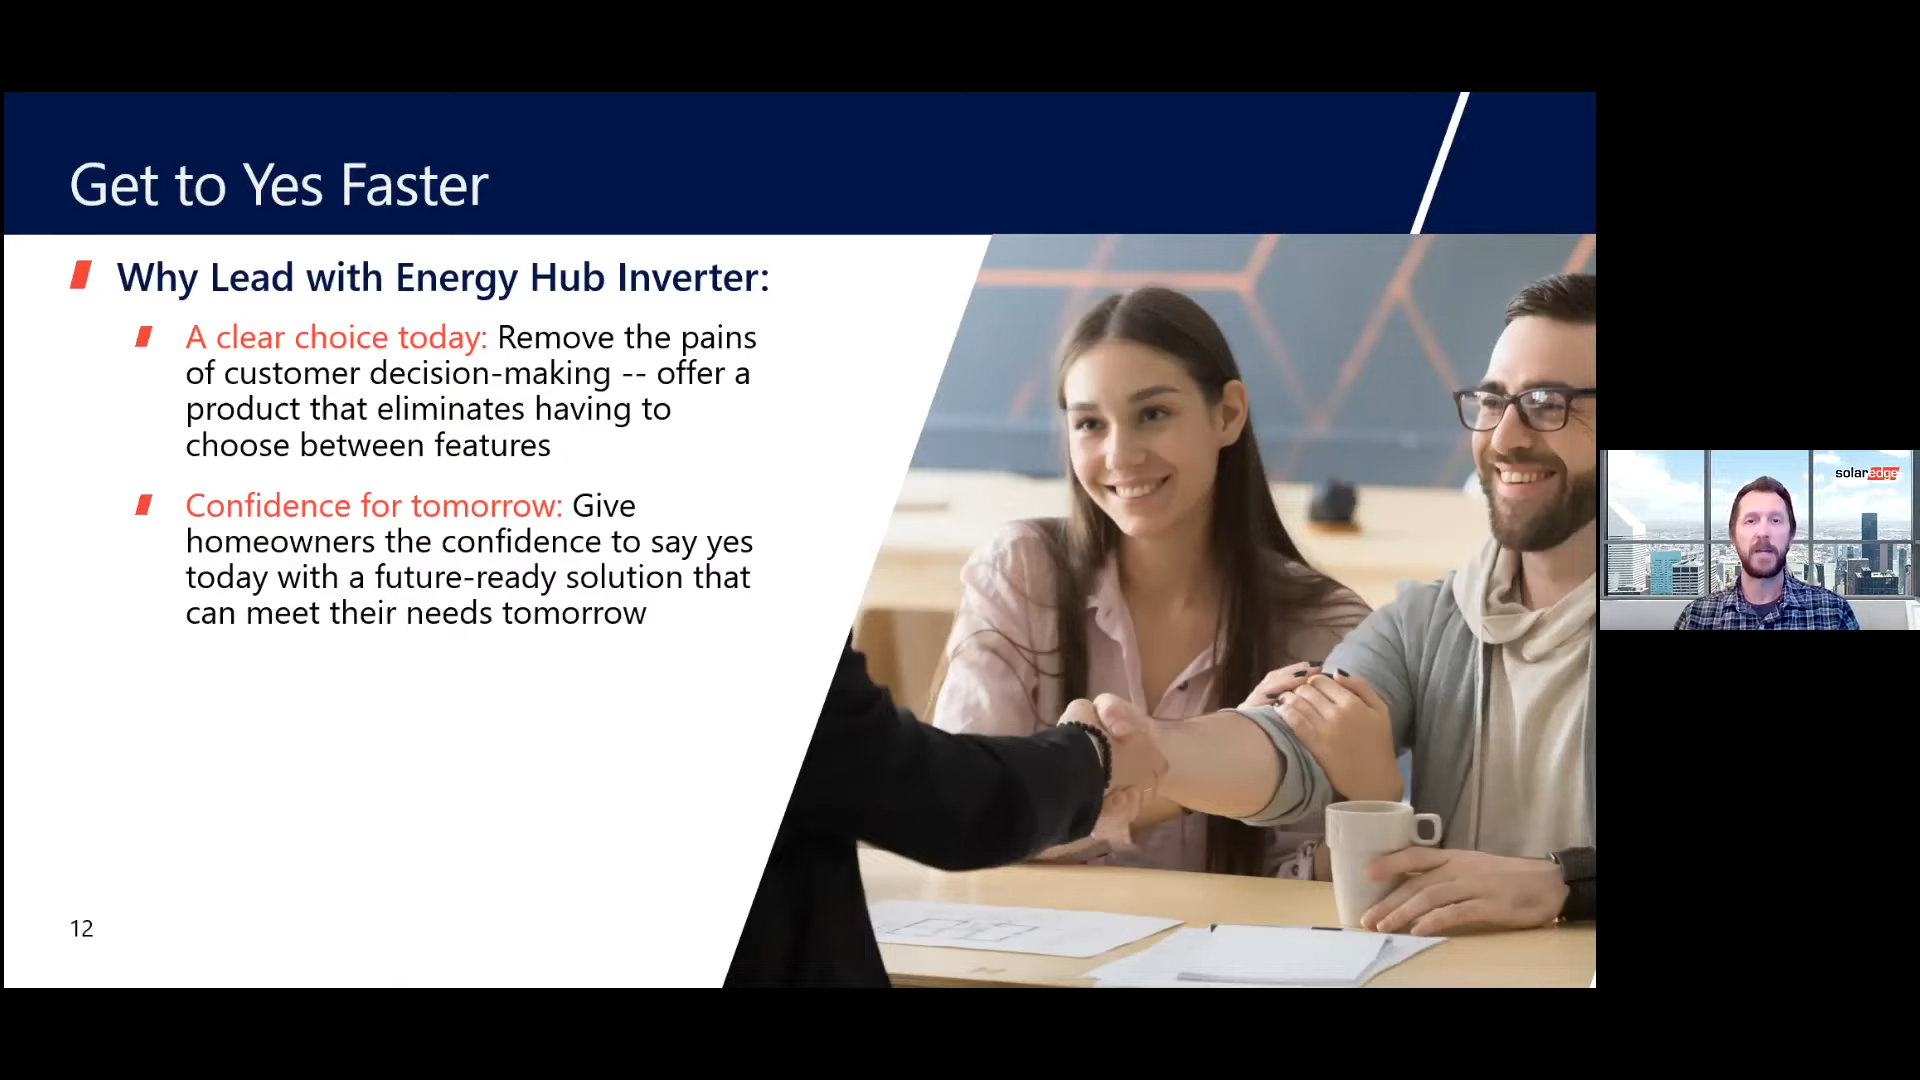 Get to Yes Faster
Why Lead with Energy Hub Inverter:
A clear choice today: Remove the pains
of customer decision-making -- offer a
product that eliminates having to
choose between features
Confidence for tomorrow: Give
homeowners the confidence to say yes
today with a future-ready solution that
can meet their needs tomorrow
12
solaredge